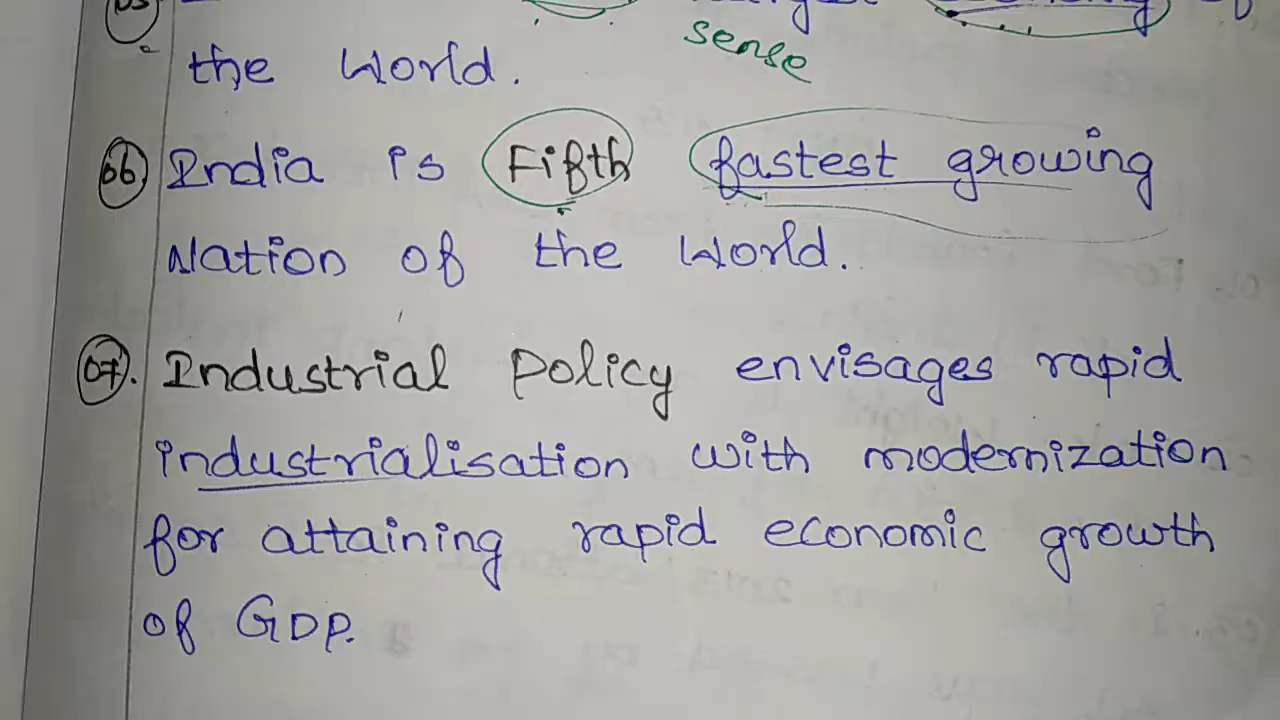 05
sense
the World.
06 India is Fifth fastest growing
Nation of the World.
07. Industrial Policy envisages rapid
industrialisation with modernization
for attaining rapid economic growth
of GDP.